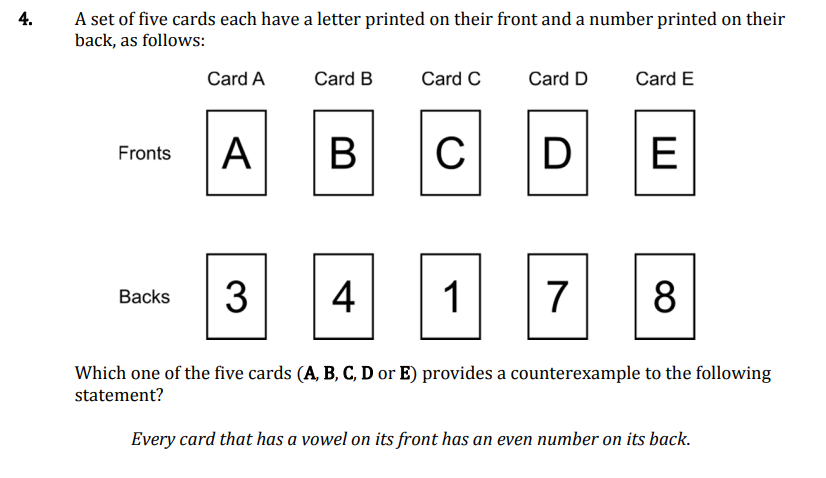 4. A set of five cards each have a letter printed on their front and a number printed on their
back, as follows:
Card A Card B Card C Card D Card E
Fronts A B C D E
Backs 3 4 1 7 8
Which one of the five cards (A, B, C, D or E) provides a counterexample to the following
statement?
Every card that has a vowel on its front has an even number on its back.